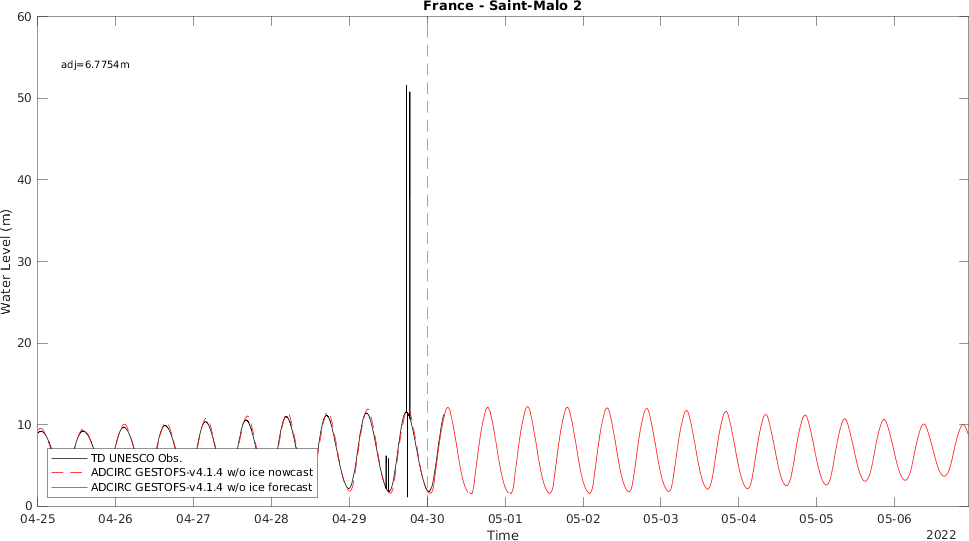 France - Saint-Malo 2
60
adj=6.7754m
50
40
30
20
10
0
Water Level (m)
TD UNESCO Obs.
ADCIRC GESTOFS-v4.1.4 w/o ice nowcast
ADCIRC GESTOFS-v4.1.4 w/o ice forecast
04-25 04-26 04-27 04-28 04-29 04-30 05-01 05-02 05-03 05-04 05-05 05-06
Time
2022